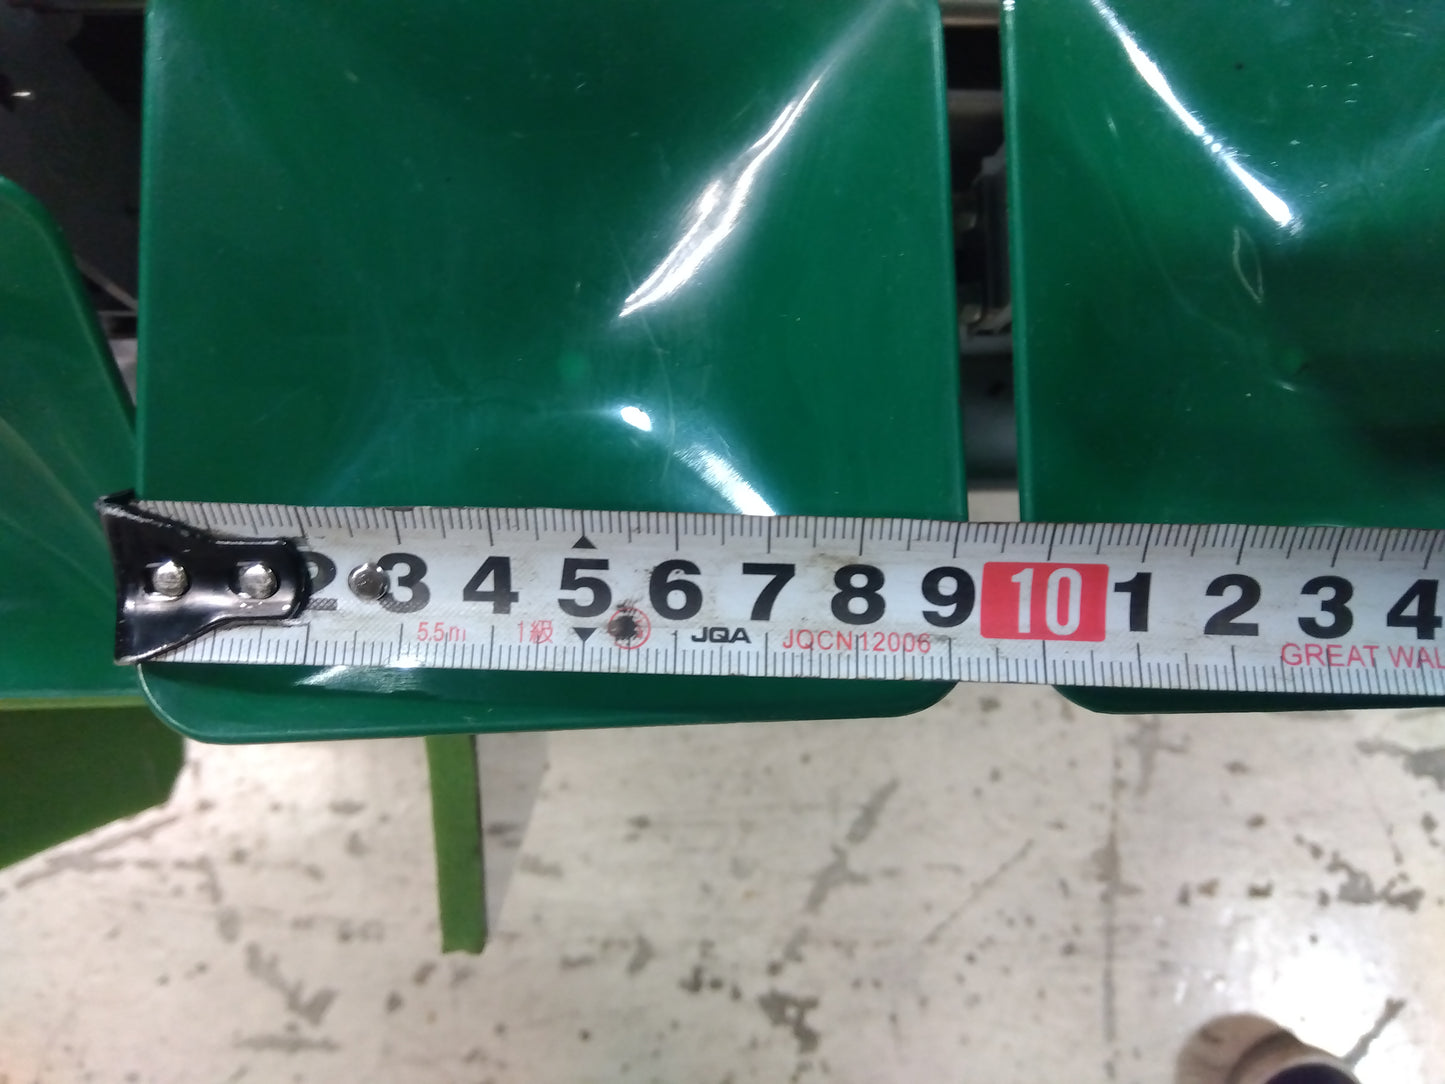 2 3 4 5 6 7 8 9 10 1 2 3 4
5.5m 1級 JQA JQCN12006 GREAT WAL